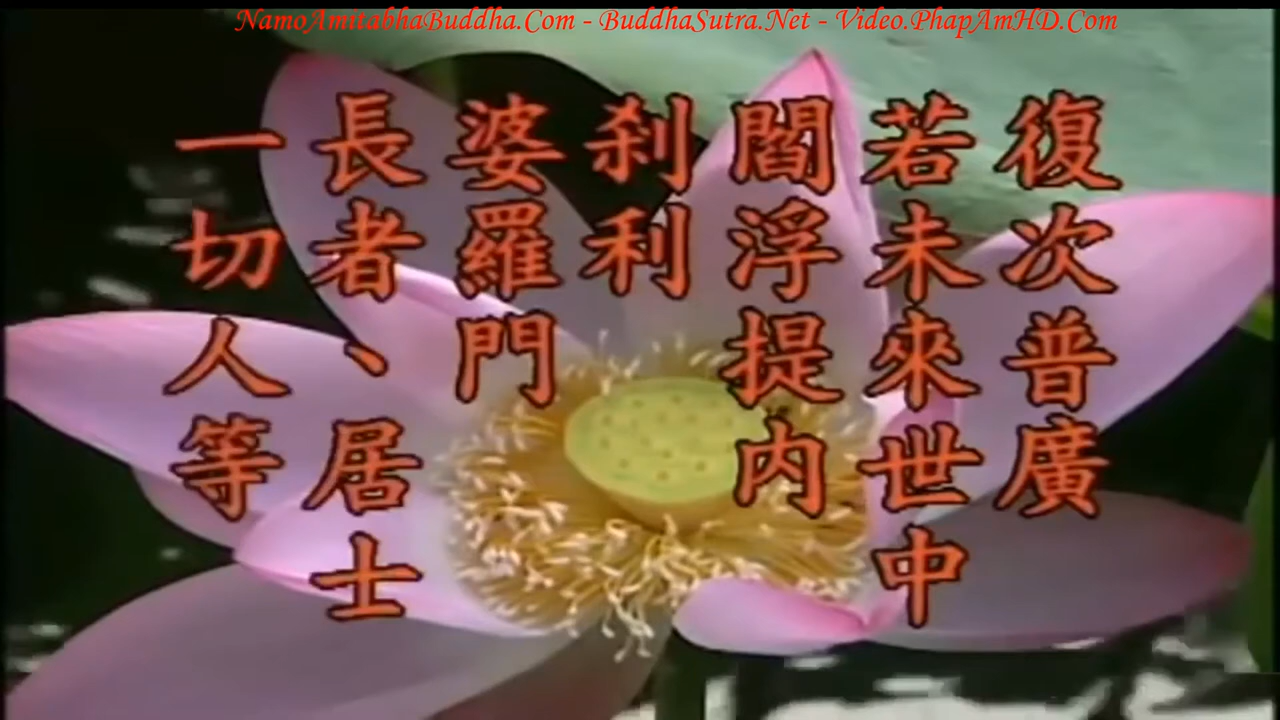 NamoAmitabhaBuddha.Com - BuddhaSutra.Net - Video.PhapAmHD.Com
復次普廣
若未來世中
閻浮提內
刹利
婆羅門
長者、居士
一切人等